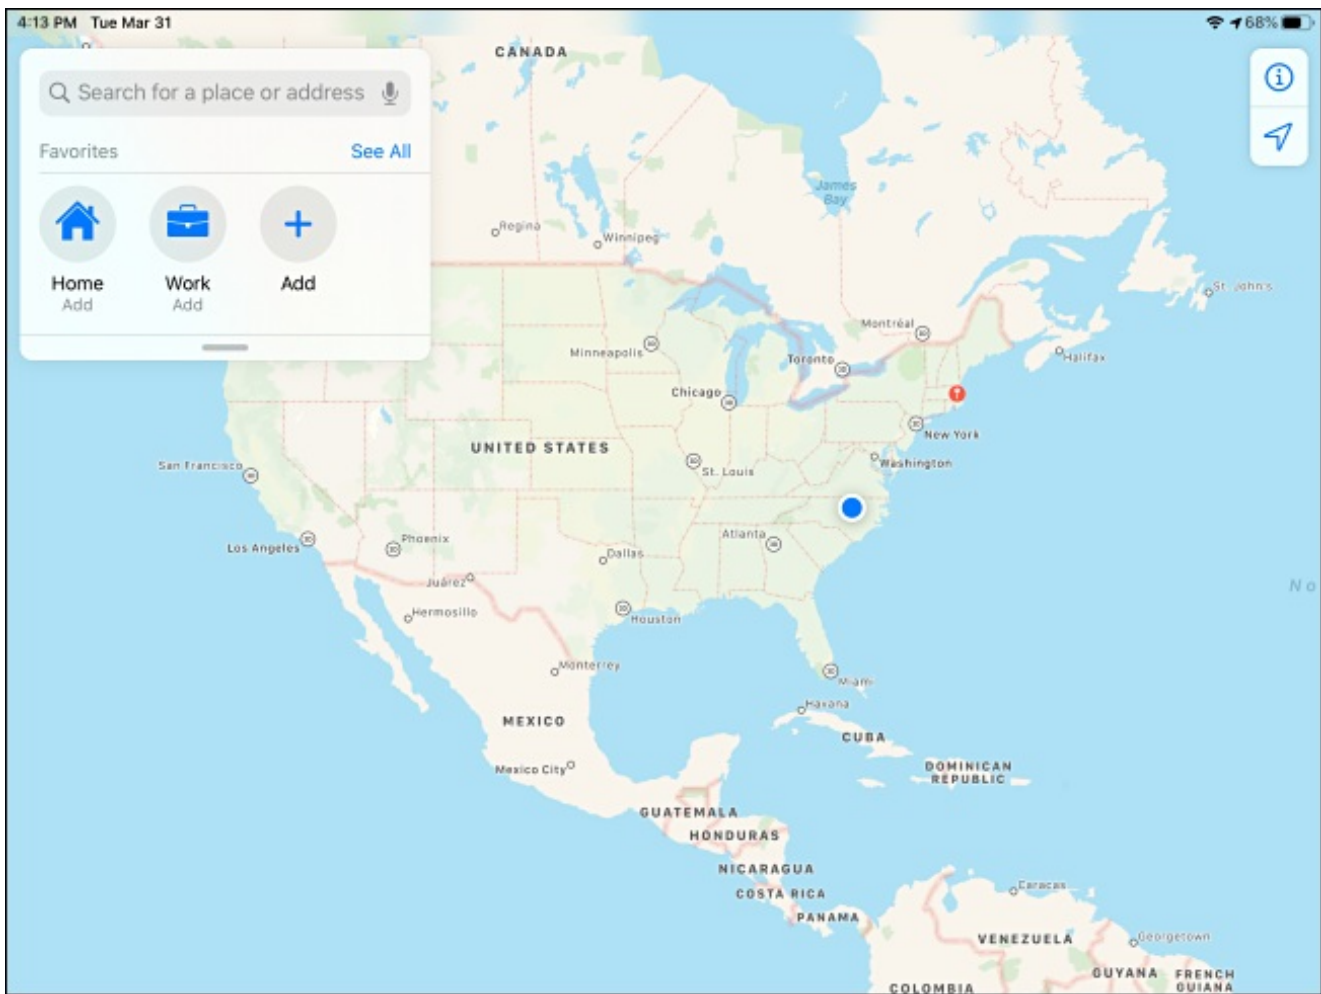 4:13 PM Tue Mar 31
68%
Search for a place or address
Favorites
See All
Home
Add
Work
Add
Add
CANADA
James
Bay
Regina
Winnipeg
St. John's
Montréal
Minneapolis
Toronto
Halifax
Chicago
New York
UNITED STATES
Washington
San Francisco
St. Louis
Atlanta
Los Angeles
Phoenix
Dallas
Juárez
No
Hermosillo
Houston
Monterrey
Miami
Havana
MEXICO
CUBA
Mexico City
DOMINICAN
REPUBLIC
GUATEMALA
HONDURAS
NICARAGUA
COSTA RICA
Caracas
PANAMA
VENEZUELA
Georgetown
GUYANA
FRENCH
GUIANA
COLOMBIA